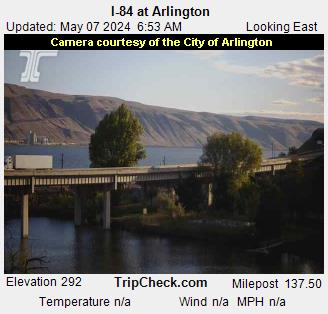 I-84 at Arlington
Updated: May 07 2024 6:53 AM Looking East
Camera courtesy of the City of Arlington
Elevation 292 TripCheck.com Milepost 137.50
Temperature n/a Wind n/a MPH n/a